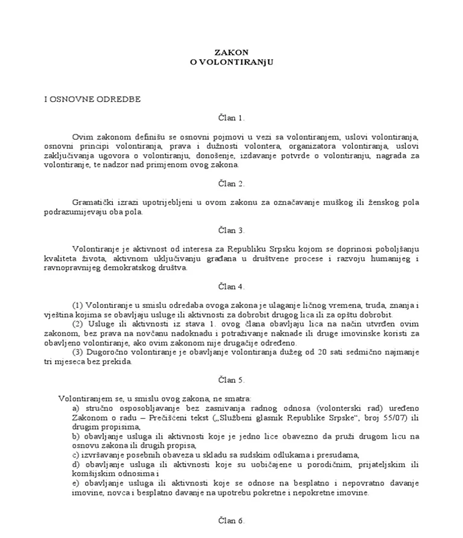 ZAKON
O VOLONTIRANjU
I OSNOVNE ODREDBE
Član 1.
Ovim zakonom definišu se osnovni pojmovi u vezi sa volontiranjem, uslovi volontiranja,
osnovni principi volontiranja, prava i dužnosti volontera, organizatora volontiranja, uslovi
zaključivanja ugovora o volontiranju, donošenje, izdavanje potvrde o volontiranju, nagrada za
volontiranje, te nadzor nad primjenom ovog zakona.
Član 2.
Gramatički izrazi upotrijebljeni u ovom zakonu za označavanje muškog ili ženskog pola
podrazumijevaju oba pola.
Član 3.
Volontiranje je aktivnost od interesa za Republiku Srpsku kojom se doprinosi poboljšanju
kvaliteta života, aktivnom uključivanju građana u društvene procese i razvoju humanijeg i
ravnopravnijeg demokratskog društva.
Član 4.
(1) Volontiranje u smislu odredaba ovoga zakona je ulaganje ličnog vremena, truda, znanja i
vještina kojima se obavljaju usluge ili aktivnosti za dobrobit drugog lica ili za opštu dobrobit.
(2) Usluge ili aktivnosti iz stava 1. ovog člana obavljaju lica na način utvrđen ovim
zakonom, bez prava na novčanu nadoknadu i potraživanje naknade ili druge imovinske koristi za
obavljeno volontiranje, ako ovim zakonom nije drugačije određeno.
(3) Dugoročno volontiranje je obavljanje volontiranja dužeg od 20 sati sedmično najmanje
tri mjeseca bez prekida.
Član 5.
Volontiranjem se, u smislu ovog zakona, ne smatra:
a) stručno osposobljavanje bez zasnivanja radnog odnosa (volonterski rad) uređeno
Zakonom o radu – Prečišćeni tekst („Službeni glasnik Republike Srpske“, broj 55/07) ili
drugim propisima,
b) obavljanje usluga ili aktivnosti koje je jedno lice obavezno da pruži drugom licu na
osnovu zakona ili drugih propisa,
c) izvršavanje posebnih obaveza u skladu sa sudskim odlukama i presudama,
d) obavljanje usluga ili aktivnosti koje su uobičajene u porodičnim, prijateljskim ili
komšijskim odnosima i
e) obavljanje usluga ili aktivnosti koje se odnose na besplatno i nepovratno davanje
imovine, novca i besplatno davanje na upotrebu pokretne i nepokretne imovine.
Član 6.